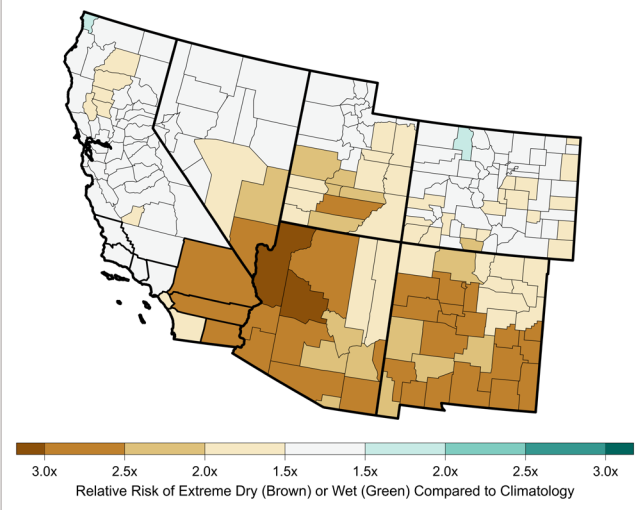 3.0x 2.5x 2.0x 1.5x 1.5x 2.0x 2.5x 3.0x
Relative Risk of Extreme Dry (Brown) or Wet (Green) Compared to Climatology